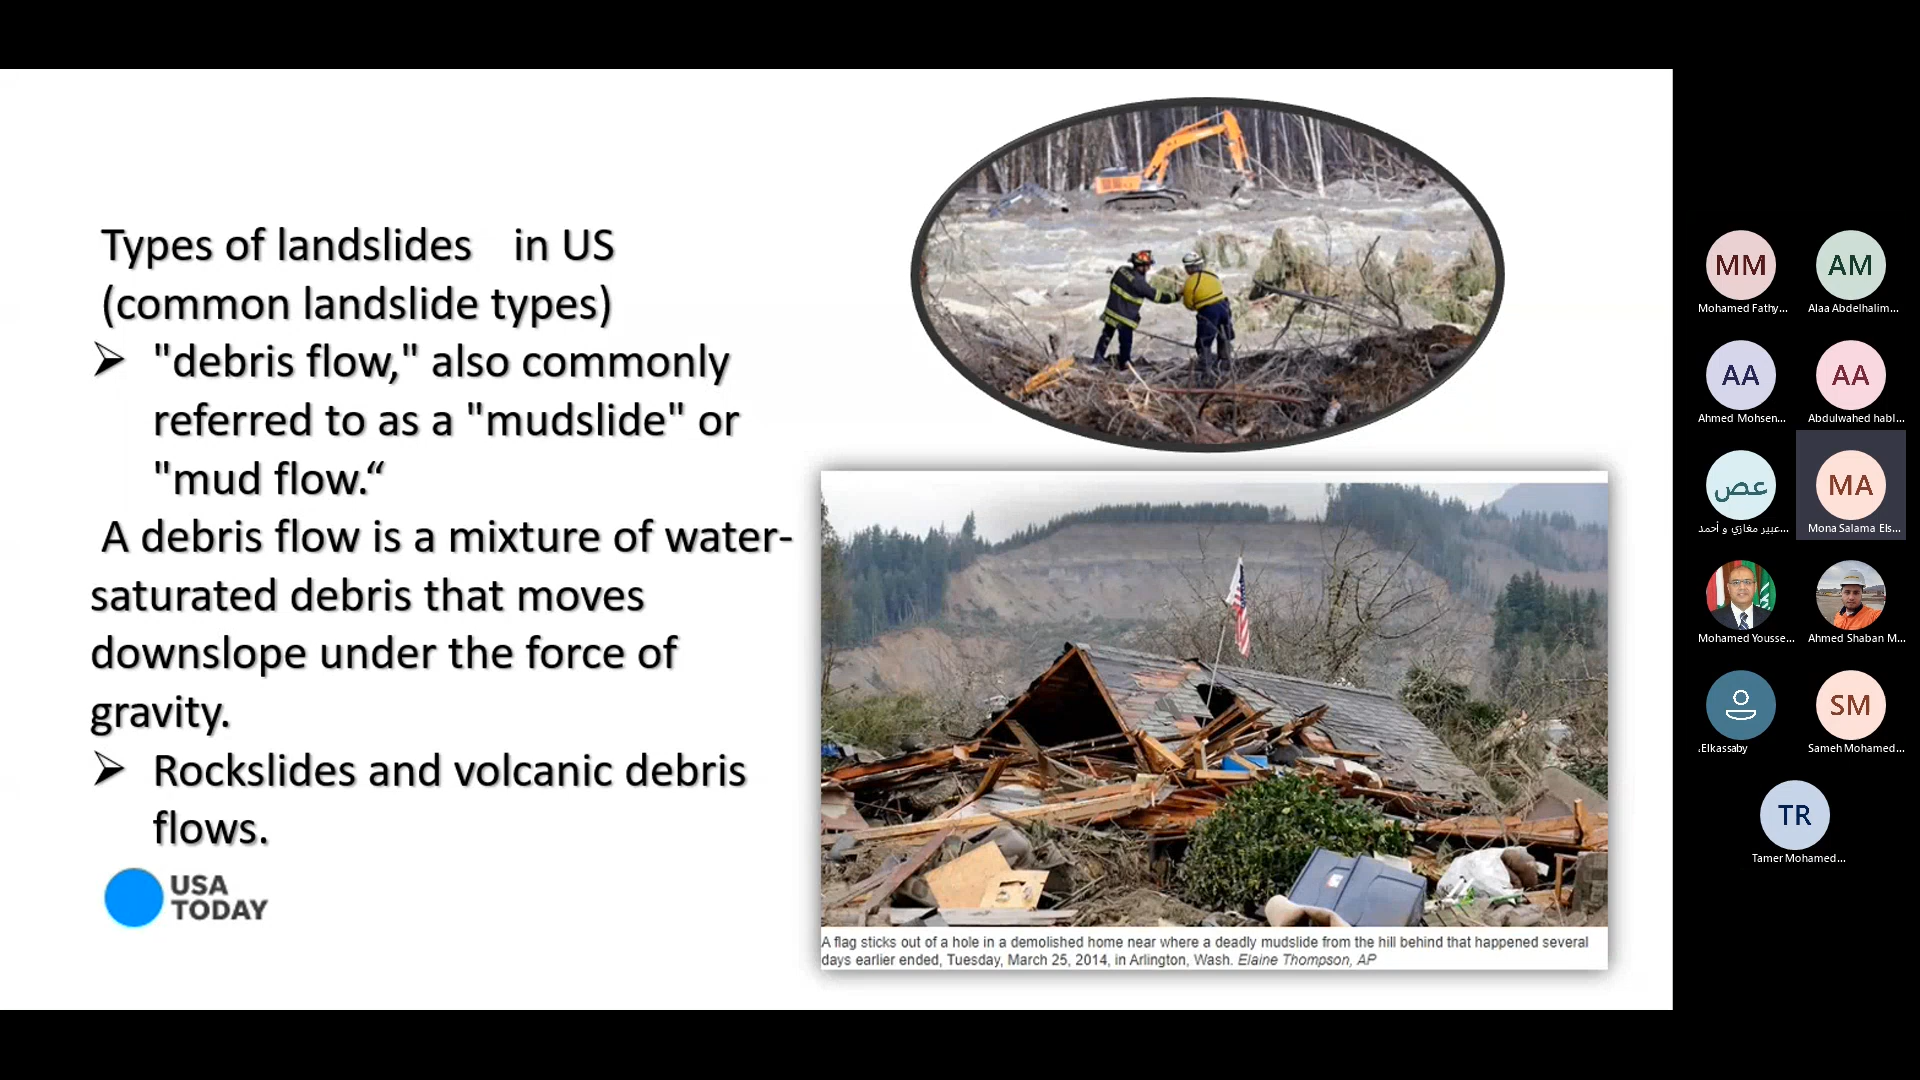 Types of landslides in US
(common landslide types)
➢ "debris flow," also commonly
referred to as a "mudslide" or
"mud flow.“
A debris flow is a mixture of water-
saturated debris that moves
downslope under the force of
gravity.
➢ Rockslides and volcanic debris
flows.
USA
TODAY
A flag sticks out of a hole in a demolished home near where a deadly mudslide from the hill behind that happened several
days earlier ended, Tuesday, March 25, 2014, in Arlington, Wash. Elaine Thompson, AP
MM
Mohamed Fathy...
AM
Alaa Abdelhalim...
AA
Ahmed Mohsen...
AA
Abdulwahed habl...
عص
عبير مغازي و أحمد...
MA
Mona Salama Els...
Mohamed Yousse...
Ahmed Shaban M...
.Elkassaby
SM
Sameh Mohamed...
TR
Tamer Mohamed...